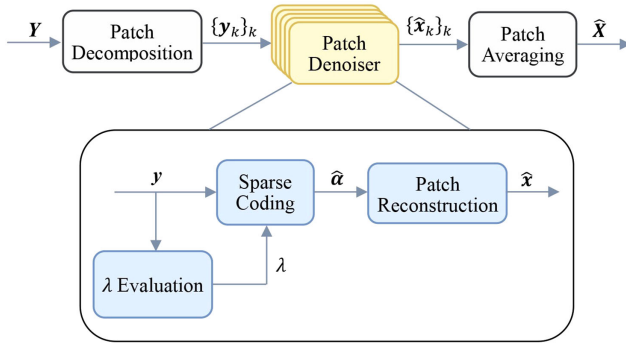 Y
Patch
Decomposition
{y_k}_k
Patch
Denoiser
{x̂_k}_k
Patch
Averaging
X̂
y
Sparse
Coding
α̂
Patch
Reconstruction
x̂
λ Evaluation
λ